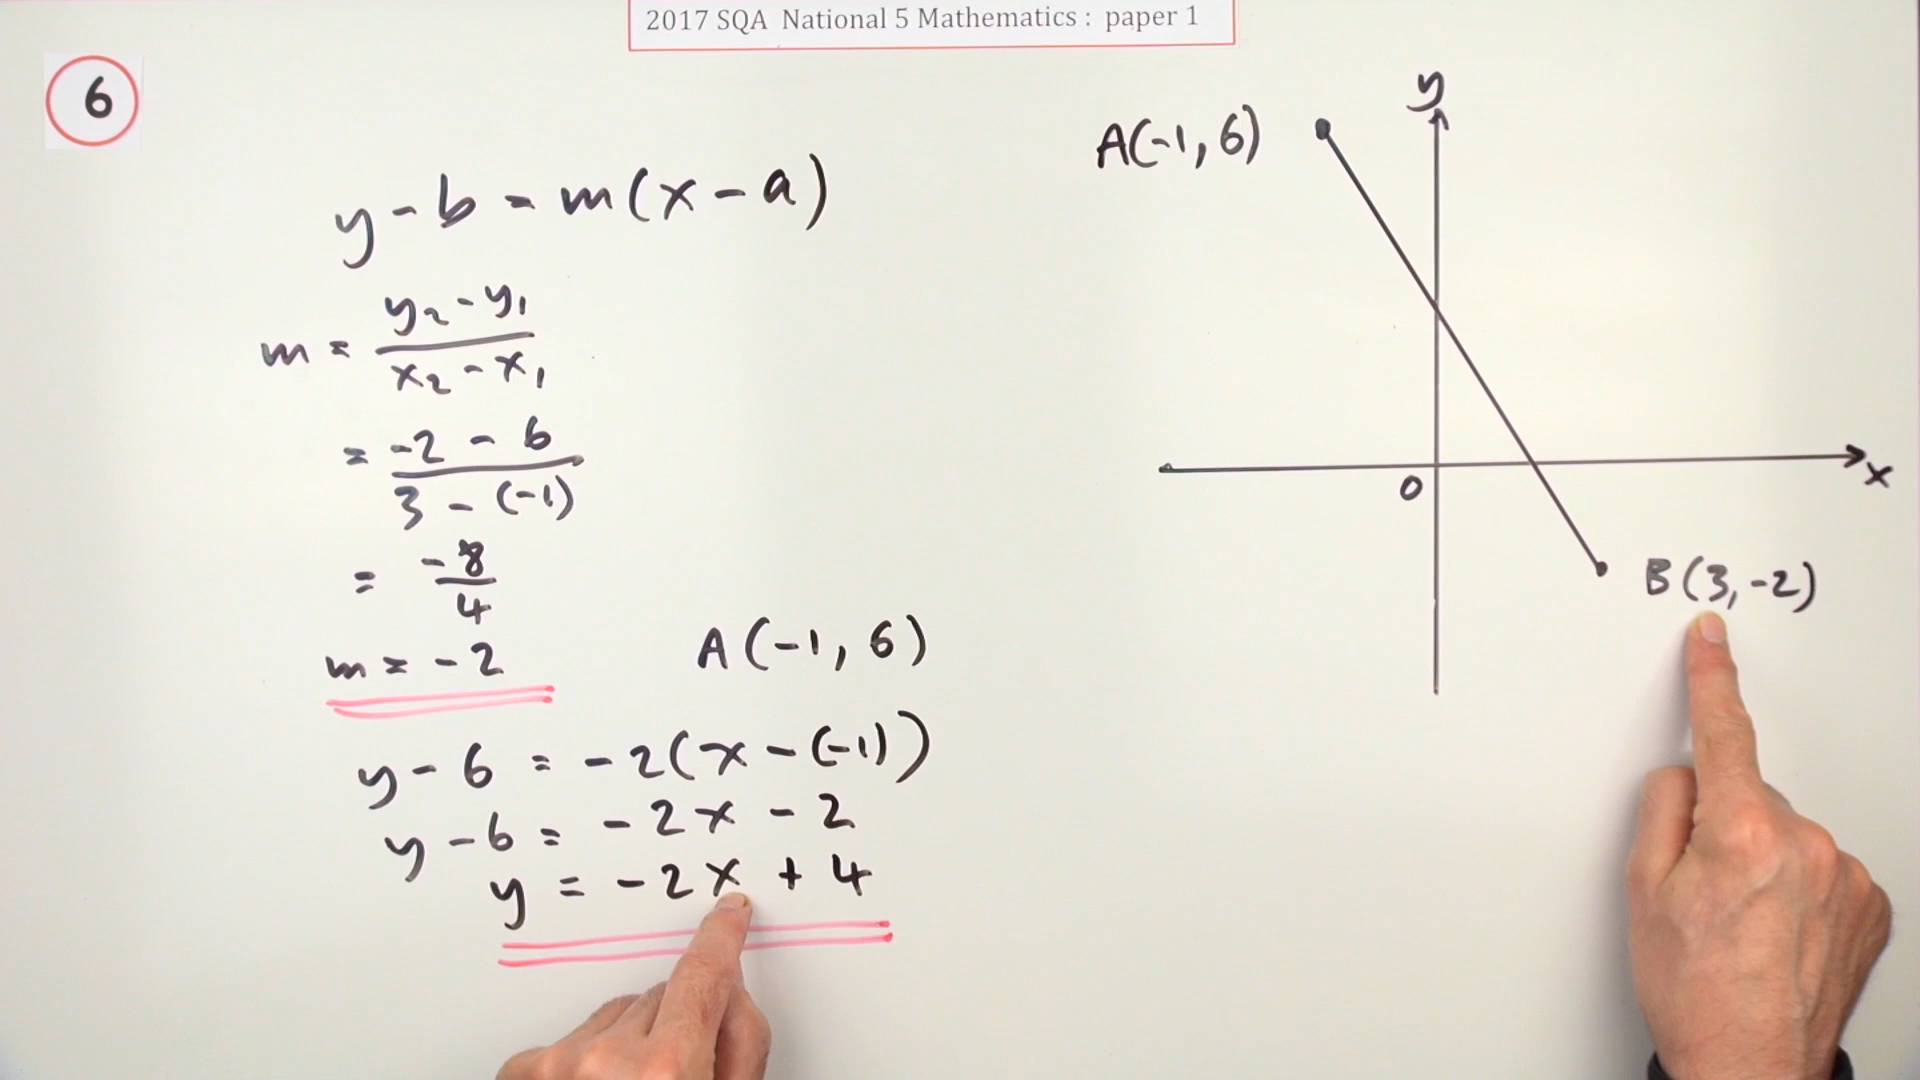 2017 SQA National 5 Mathematics : paper 1
6
y - b = m(x - a)
m = y₂ - y₁ / x₂ - x₁
= -2 - 6 / 3 - (-1)
= -8 / 4
m = -2
A(-1, 6)
y - 6 = -2(x - (-1))
y - 6 = -2x - 2
y = -2x + 4
y
A(-1, 6)
x
0
B(3, -2)